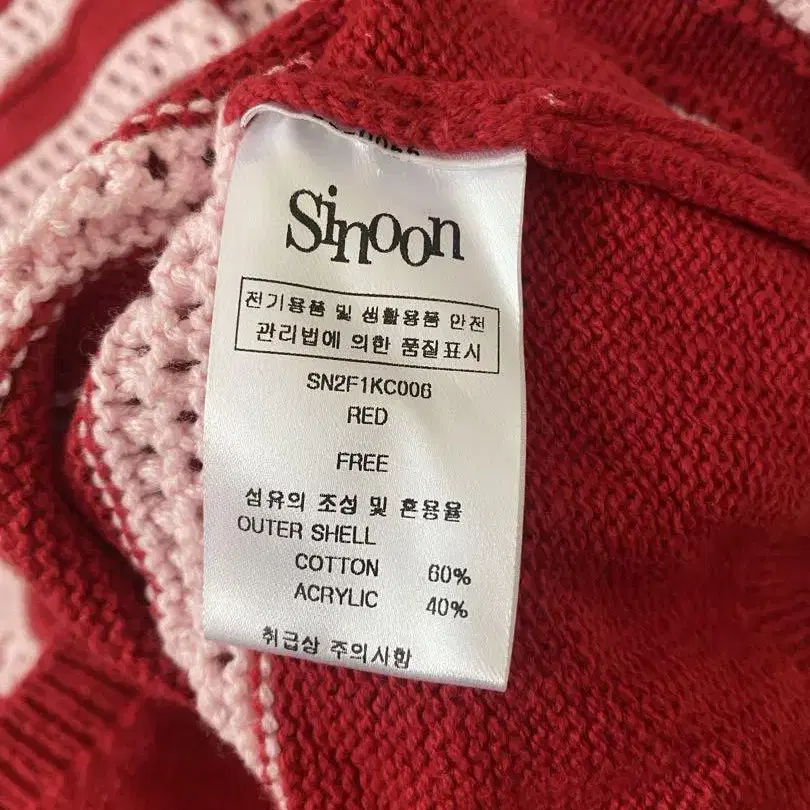 Sinoon
전기용품 및 생활용품 안전
관리법에 의한 품질표시
SN2F1KC006
RED
FREE
섬유의 조성 및 혼용율
OUTER SHELL
COTTON 60%
ACRYLIC 40%
취급상 주의사항